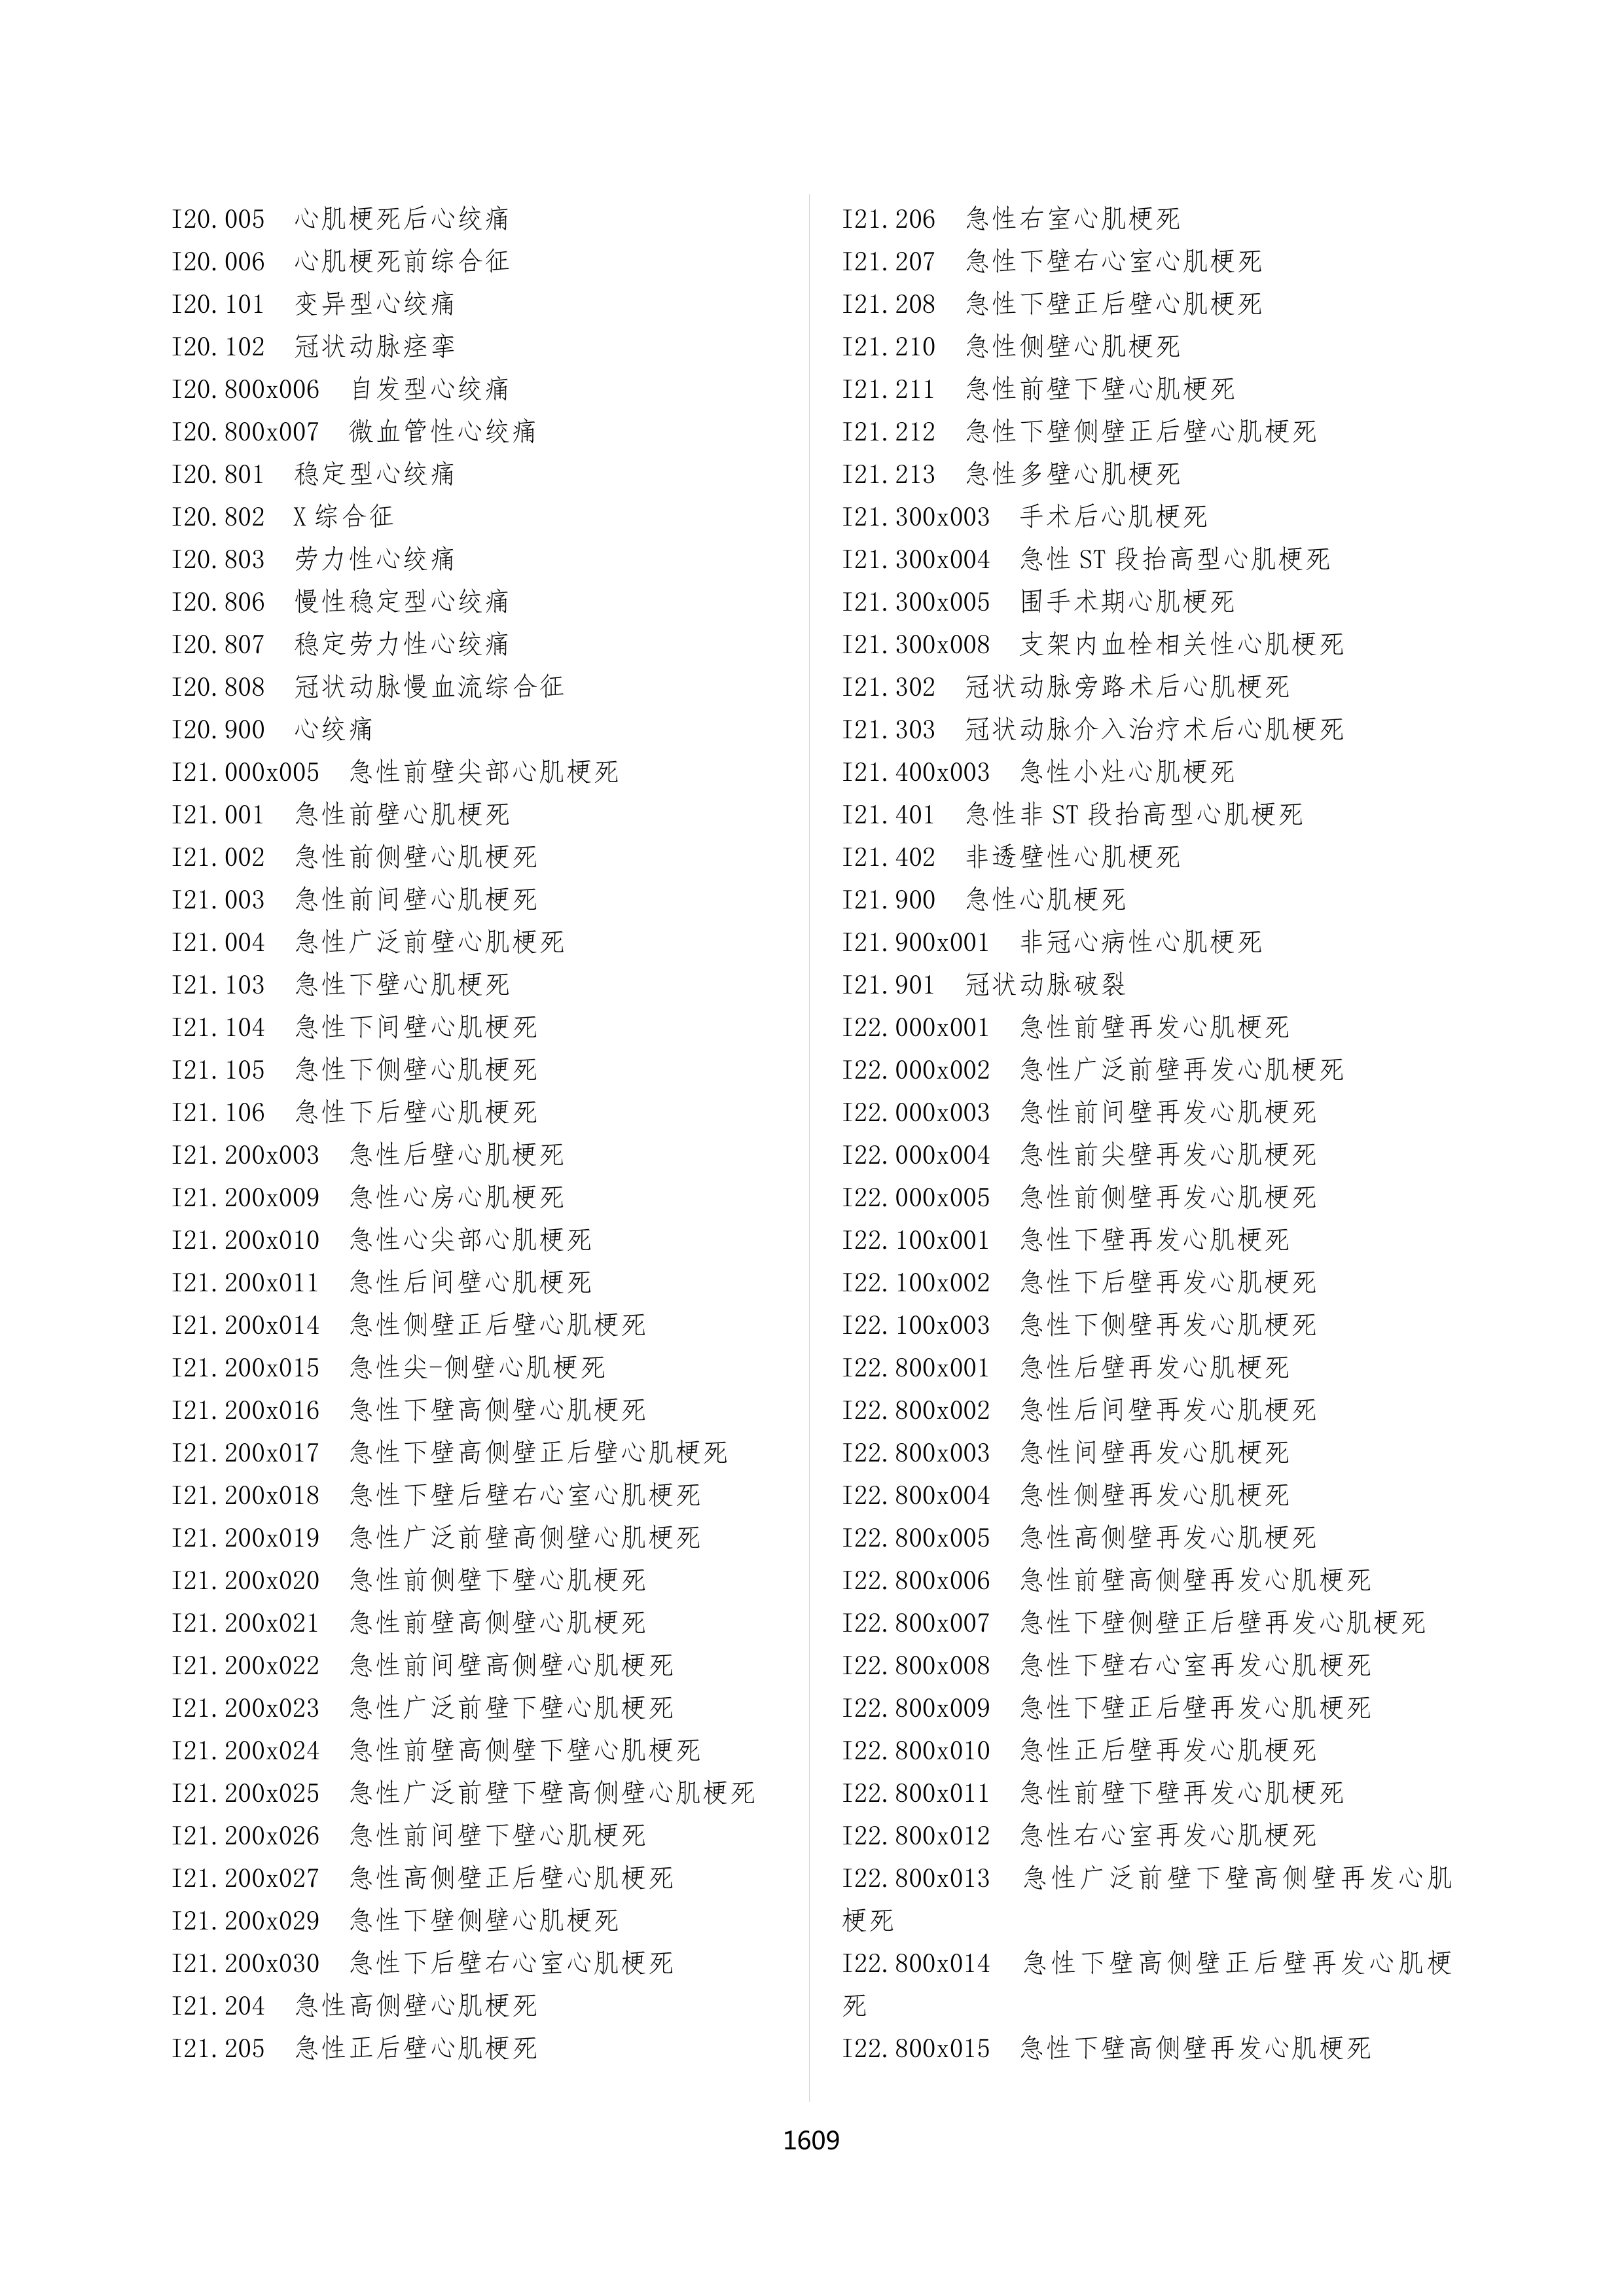 I20.005 心肌梗死后心绞痛
I20.006 心肌梗死前综合征
I20.101 变异型心绞痛
I20.102 冠状动脉痉挛
I20.800x006 自发型心绞痛
I20.800x007 微血管性心绞痛
I20.801 稳定型心绞痛
I20.802 X 综合征
I20.803 劳力性心绞痛
I20.806 慢性稳定型心绞痛
I20.807 稳定劳力性心绞痛
I20.808 冠状动脉慢血流综合征
I20.900 心绞痛
I21.000x005 急性前壁尖部心肌梗死
I21.001 急性前壁心肌梗死
I21.002 急性前侧壁心肌梗死
I21.003 急性前间壁心肌梗死
I21.004 急性广泛前壁心肌梗死
I21.103 急性下壁心肌梗死
I21.104 急性下间壁心肌梗死
I21.105 急性下侧壁心肌梗死
I21.106 急性下后壁心肌梗死
I21.200x003 急性后壁心肌梗死
I21.200x009 急性心房心肌梗死
I21.200x010 急性心尖部心肌梗死
I21.200x011 急性后间壁心肌梗死
I21.200x014 急性侧壁正后壁心肌梗死
I21.200x015 急性尖-侧壁心肌梗死
I21.200x016 急性下壁高侧壁心肌梗死
I21.200x017 急性下壁高侧壁正后壁心肌梗死
I21.200x018 急性下壁后壁右心室心肌梗死
I21.200x019 急性广泛前壁高侧壁心肌梗死
I21.200x020 急性前侧壁下壁心肌梗死
I21.200x021 急性前壁高侧壁心肌梗死
I21.200x022 急性前间壁高侧壁心肌梗死
I21.200x023 急性广泛前壁下壁心肌梗死
I21.200x024 急性前壁高侧壁下壁心肌梗死
I21.200x025 急性广泛前壁下壁高侧壁心肌梗死
I21.200x026 急性前间壁下壁心肌梗死
I21.200x027 急性高侧壁正后壁心肌梗死
I21.200x029 急性下壁侧壁心肌梗死
I21.200x030 急性下后壁右心室心肌梗死
I21.204 急性高侧壁心肌梗死
I21.205 急性正后壁心肌梗死
I21.206 急性右室心肌梗死
I21.207 急性下壁右心室心肌梗死
I21.208 急性下壁正后壁心肌梗死
I21.210 急性侧壁心肌梗死
I21.211 急性前壁下壁心肌梗死
I21.212 急性下壁侧壁正后壁心肌梗死
I21.213 急性多壁心肌梗死
I21.300x003 手术后心肌梗死
I21.300x004 急性 ST 段抬高型心肌梗死
I21.300x005 围手术期心肌梗死
I21.300x008 支架内血栓相关性心肌梗死
I21.302 冠状动脉旁路术后心肌梗死
I21.303 冠状动脉介入治疗术后心肌梗死
I21.400x003 急性小灶心肌梗死
I21.401 急性非 ST 段抬高型心肌梗死
I21.402 非透壁性心肌梗死
I21.900 急性心肌梗死
I21.900x001 非冠心病性心肌梗死
I21.901 冠状动脉破裂
I22.000x001 急性前壁再发心肌梗死
I22.000x002 急性广泛前壁再发心肌梗死
I22.000x003 急性前间壁再发心肌梗死
I22.000x004 急性前尖壁再发心肌梗死
I22.000x005 急性前侧壁再发心肌梗死
I22.100x001 急性下壁再发心肌梗死
I22.100x002 急性下后壁再发心肌梗死
I22.100x003 急性下侧壁再发心肌梗死
I22.800x001 急性后壁再发心肌梗死
I22.800x002 急性后间壁再发心肌梗死
I22.800x003 急性间壁再发心肌梗死
I22.800x004 急性侧壁再发心肌梗死
I22.800x005 急性高侧壁再发心肌梗死
I22.800x006 急性前壁高侧壁再发心肌梗死
I22.800x007 急性下壁侧壁正后壁再发心肌梗死
I22.800x008 急性下壁右心室再发心肌梗死
I22.800x009 急性下壁正后壁再发心肌梗死
I22.800x010 急性正后壁再发心肌梗死
I22.800x011 急性前壁下壁再发心肌梗死
I22.800x012 急性右心室再发心肌梗死
I22.800x013 急性广泛前壁下壁高侧壁再发心肌
梗死
I22.800x014 急性下壁高侧壁正后壁再发心肌梗
死
I22.800x015 急性下壁高侧壁再发心肌梗死
1609